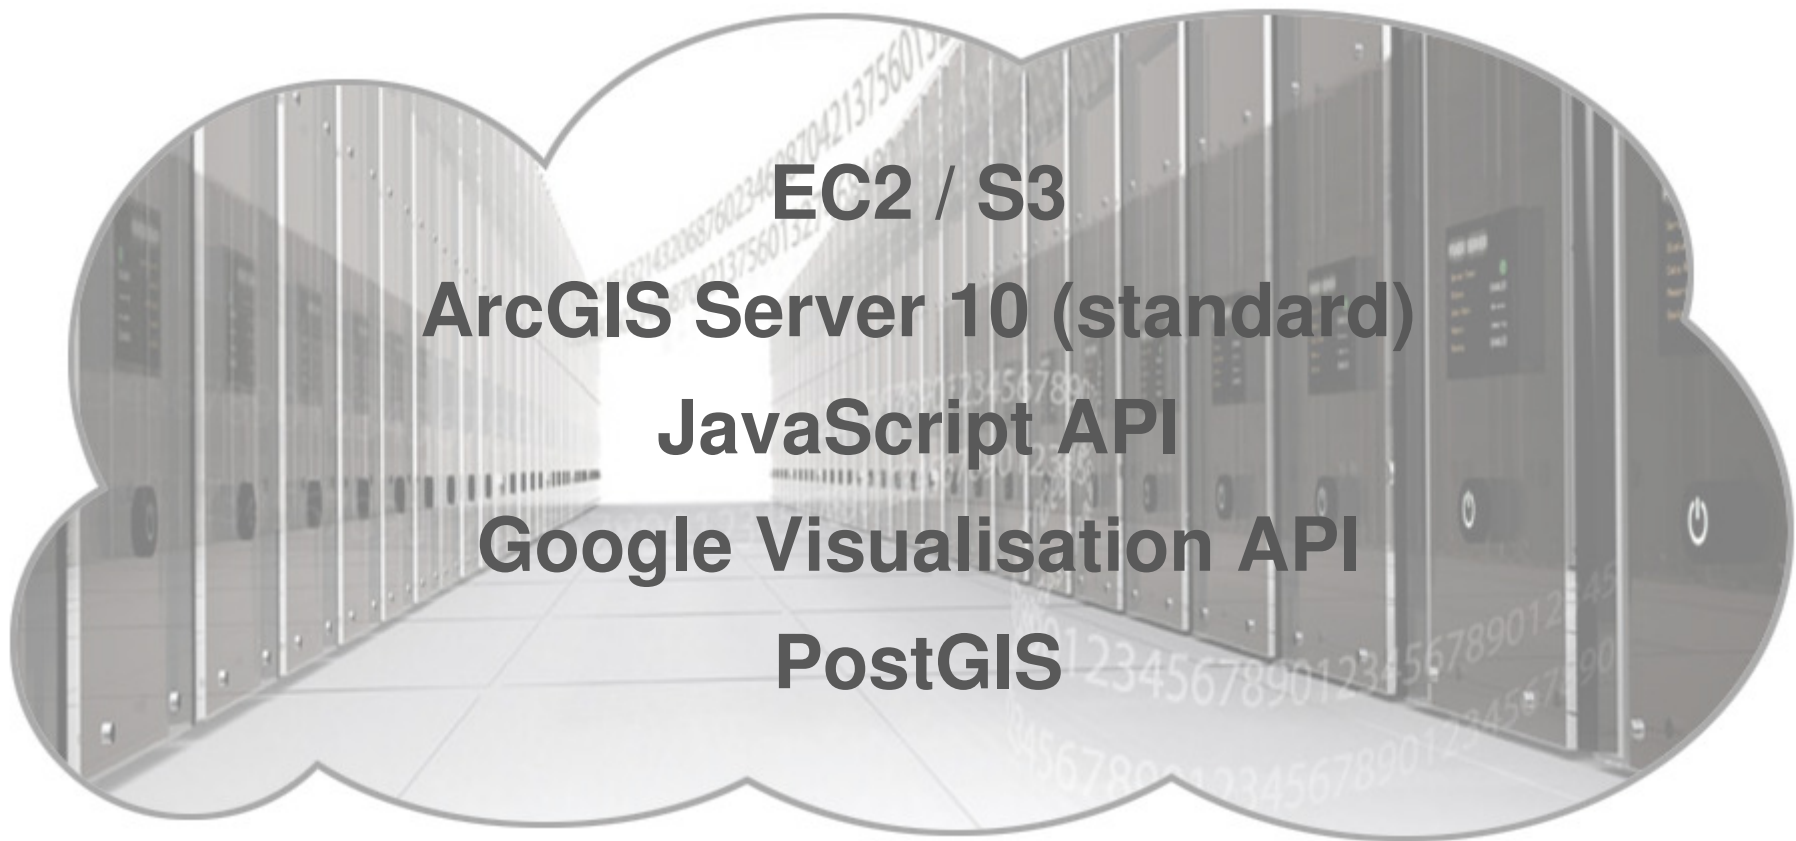 EC2 / S3
ArcGIS Server 10 (standard)
JavaScript API
Google Visualisation API
PostGIS